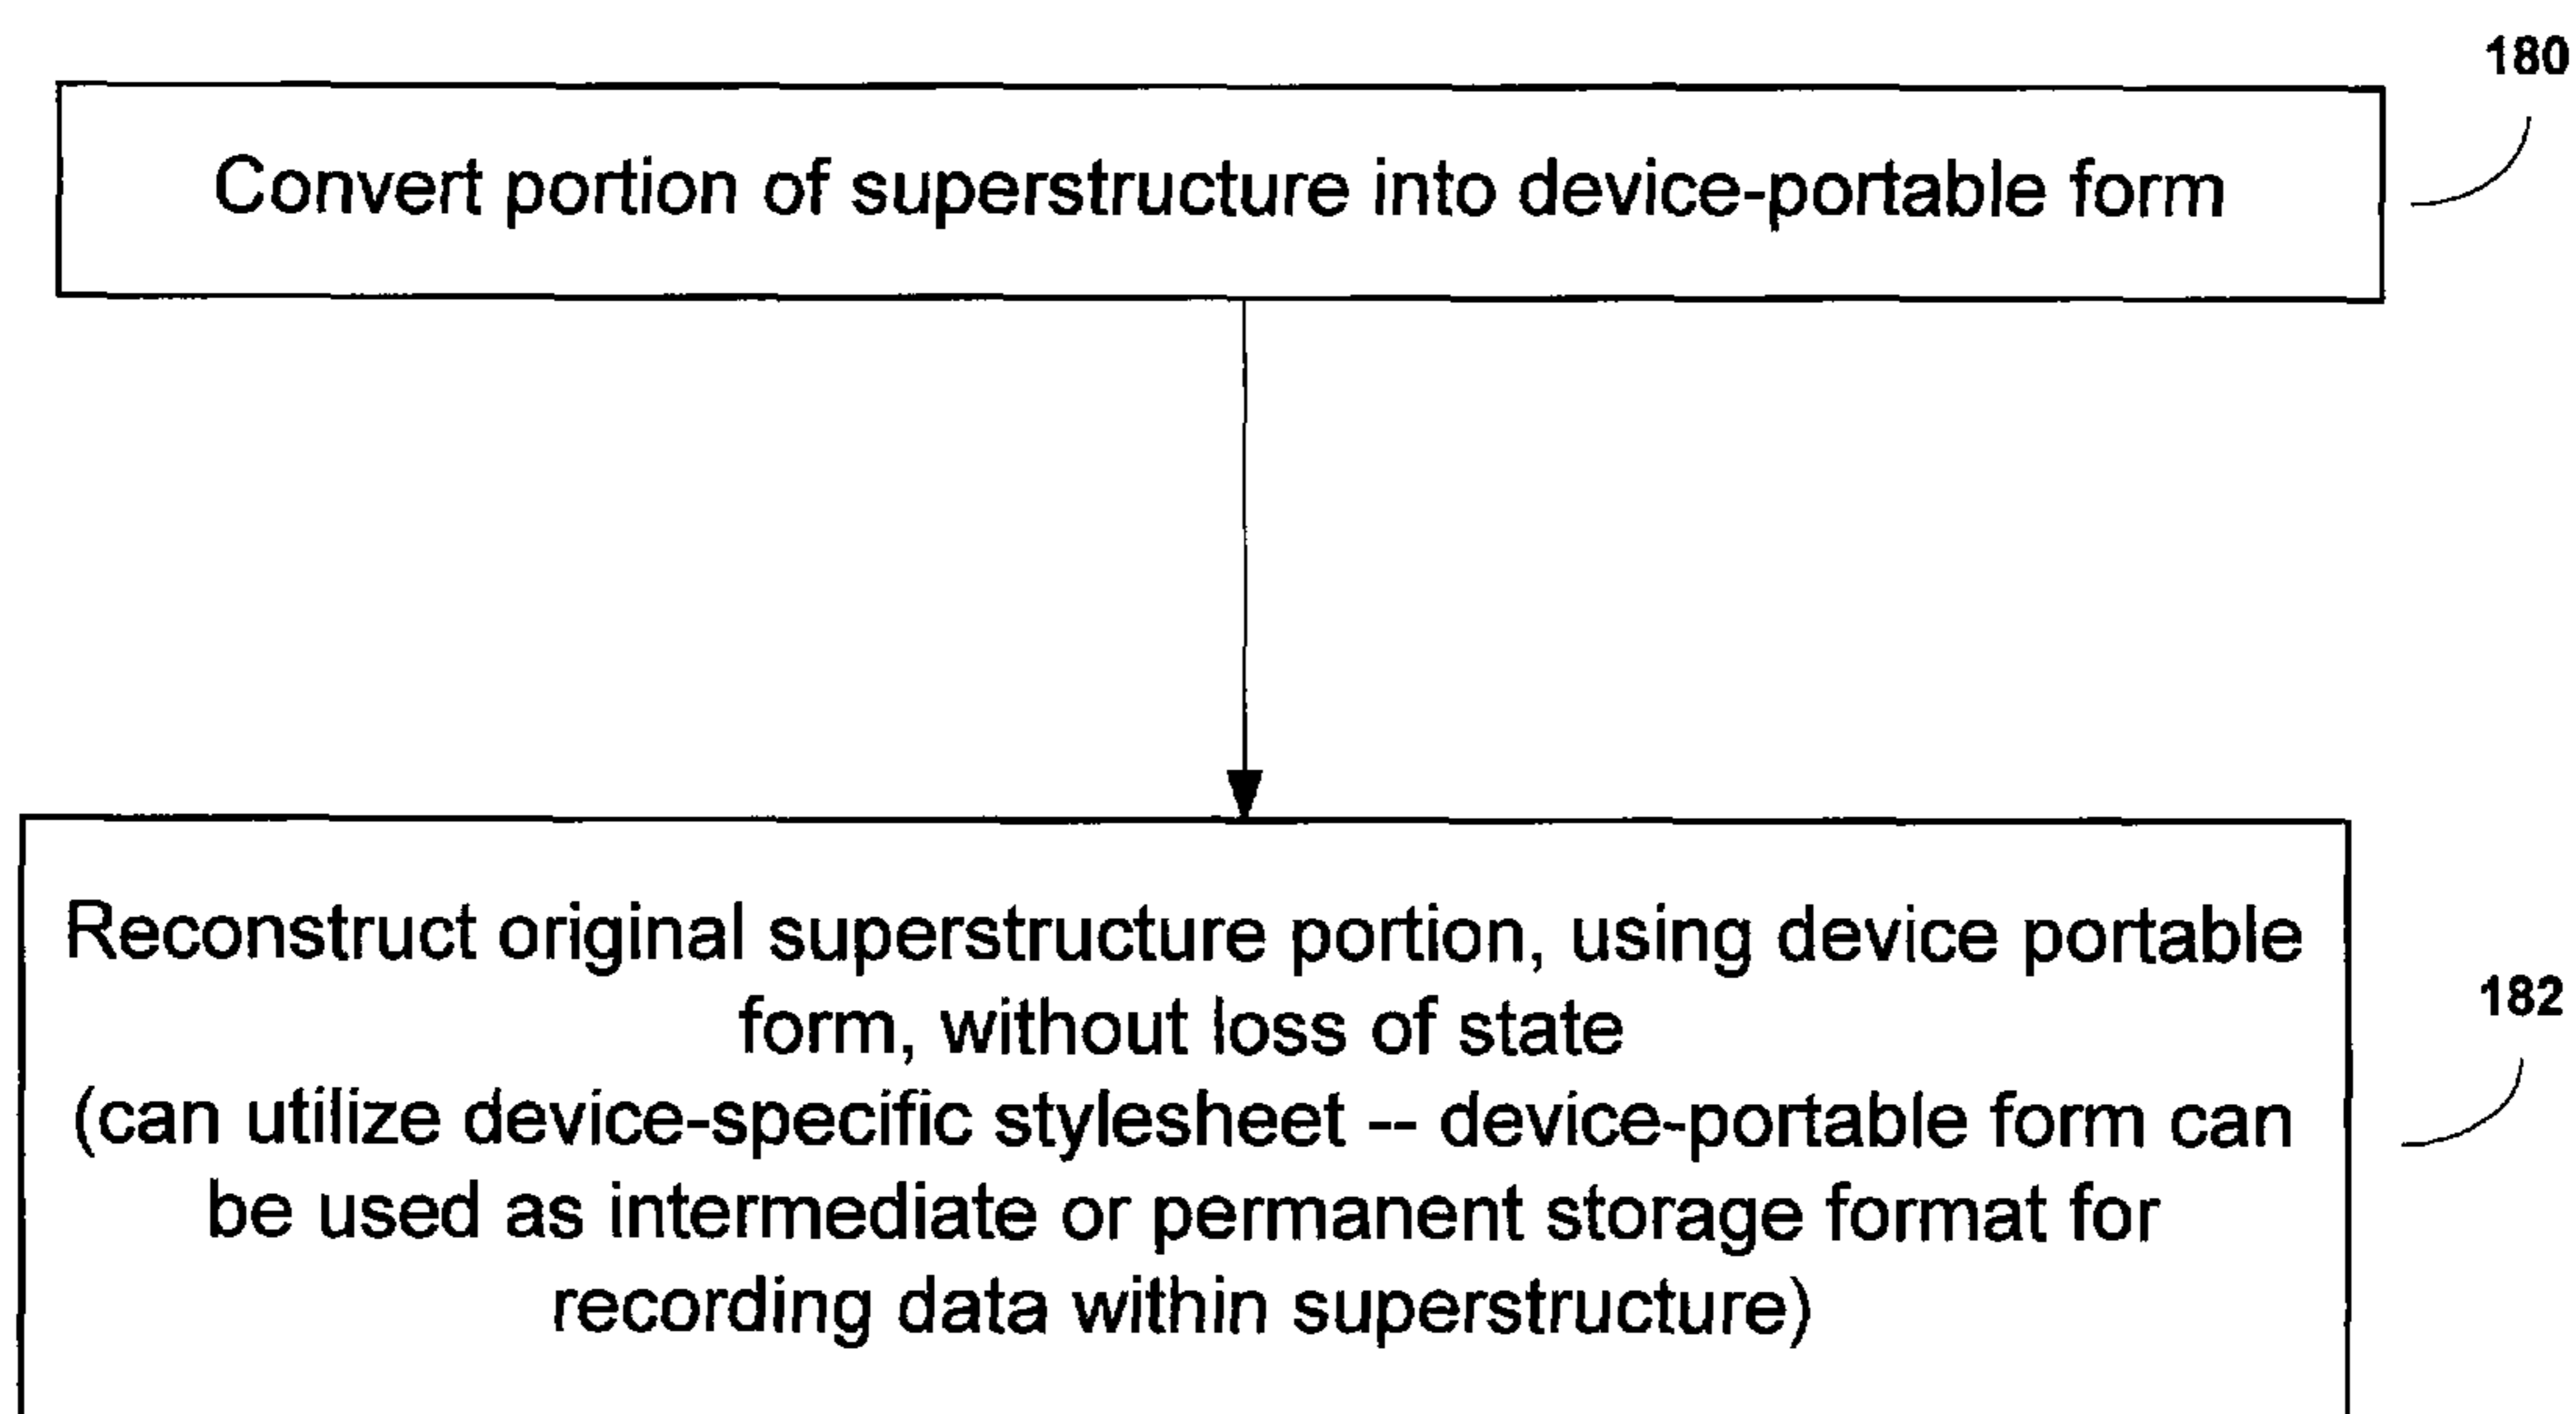 180
Convert portion of superstructure into device-portable form
Reconstruct original superstructure portion, using device portable
form, without loss of state
182
(can utilize device-specific stylesheet -- device-portable form can
be used as intermediate or permanent storage format for
recording data within superstructure)